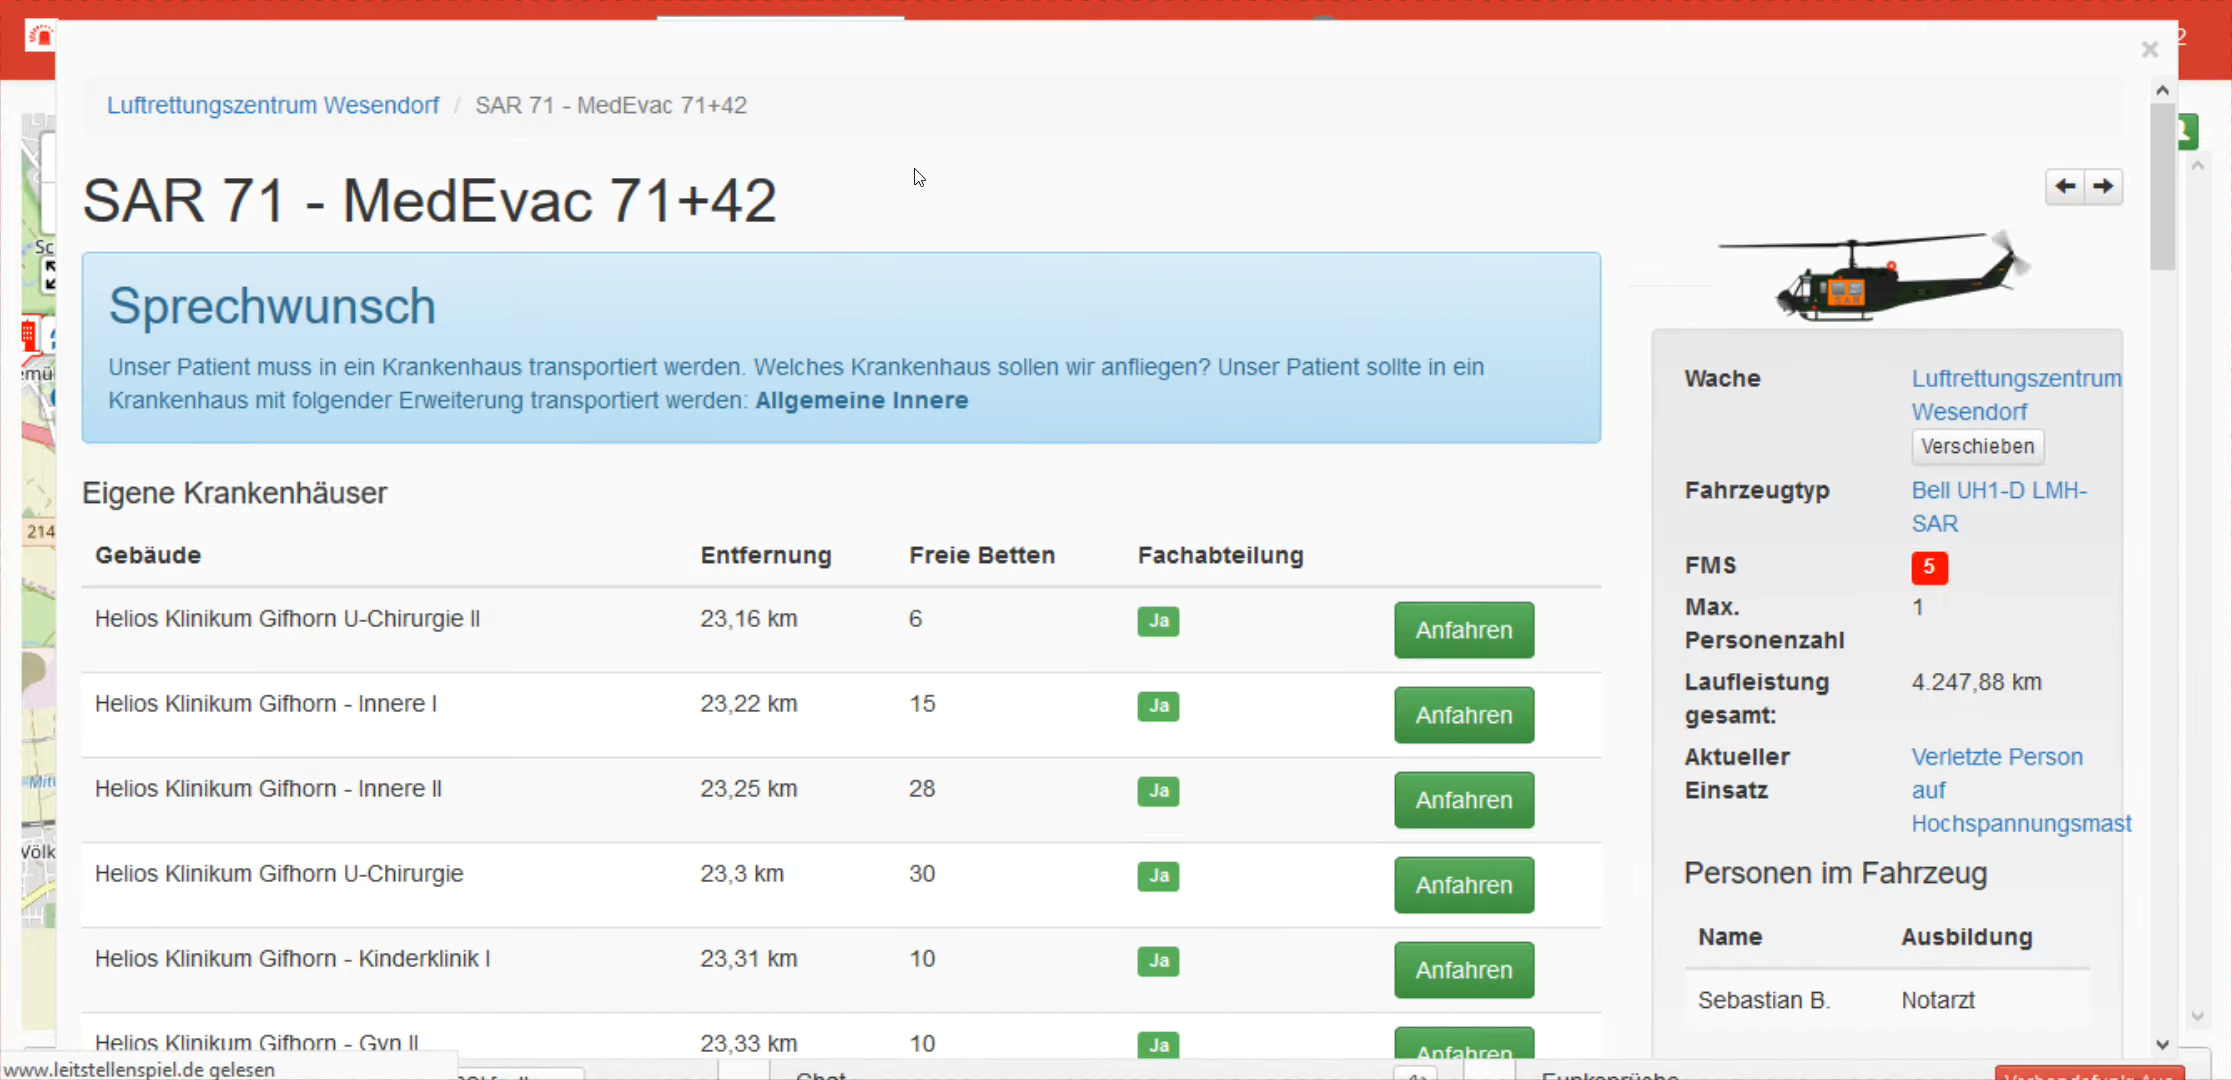 Luftrettungszentrum Wesendorf / SAR 71 - MedEvac 71+42
SAR 71 - MedEvac 71+42
Sprechwunsch
Unser Patient muss in ein Krankenhaus transportiert werden. Welches Krankenhaus sollen wir anfliegen? Unser Patient sollte in ein
Krankenhaus mit folgender Erweiterung transportiert werden: Allgemeine Innere
Eigene Krankenhäuser
Gebäude Entfernung Freie Betten Fachabteilung
Helios Klinikum Gifhorn U-Chirurgie II 23,16 km 6 Ja Anfahren
Helios Klinikum Gifhorn - Innere I 23,22 km 15 Ja Anfahren
Helios Klinikum Gifhorn - Innere II 23,25 km 28 Ja Anfahren
Helios Klinikum Gifhorn U-Chirurgie 23,3 km 30 Ja Anfahren
Helios Klinikum Gifhorn - Kinderklinik I 23,31 km 10 Ja Anfahren
Helios Klinikum Gifhorn - Gyn II 23,33 km 10 Ja Anfahren
SAR
Wache Luftrettungszentrum
Wesendorf
Verschieben
Fahrzeugtyp Bell UH1-D LMH-
SAR
FMS 5
Max. 1
Personenzahl
Laufleistung 4.247,88 km
gesamt:
Aktueller Verletzte Person
Einsatz auf
Hochspannungsmast
Personen im Fahrzeug
Name Ausbildung
Sebastian B. Notarzt
214
www.leitstellenspiel.de gelesen
Chat
Funksprüche